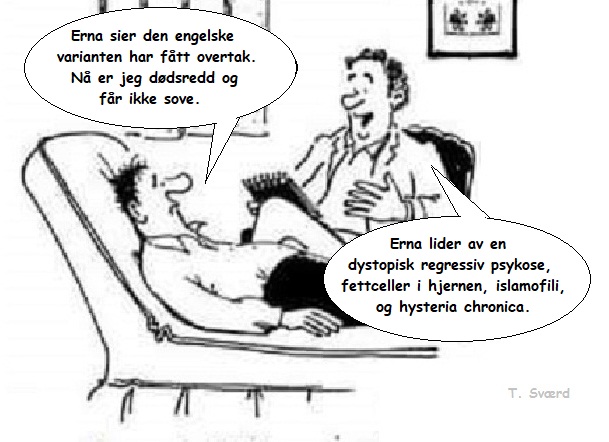 Erna sier den engelske
varianten har fått overtak.
Nå er jeg dødsredd og
får ikke sove.
Erna lider av en
dystopisk regressiv psykose,
fettceller i hjernen, islamofili,
og hysteria chronica.
T. Sværd